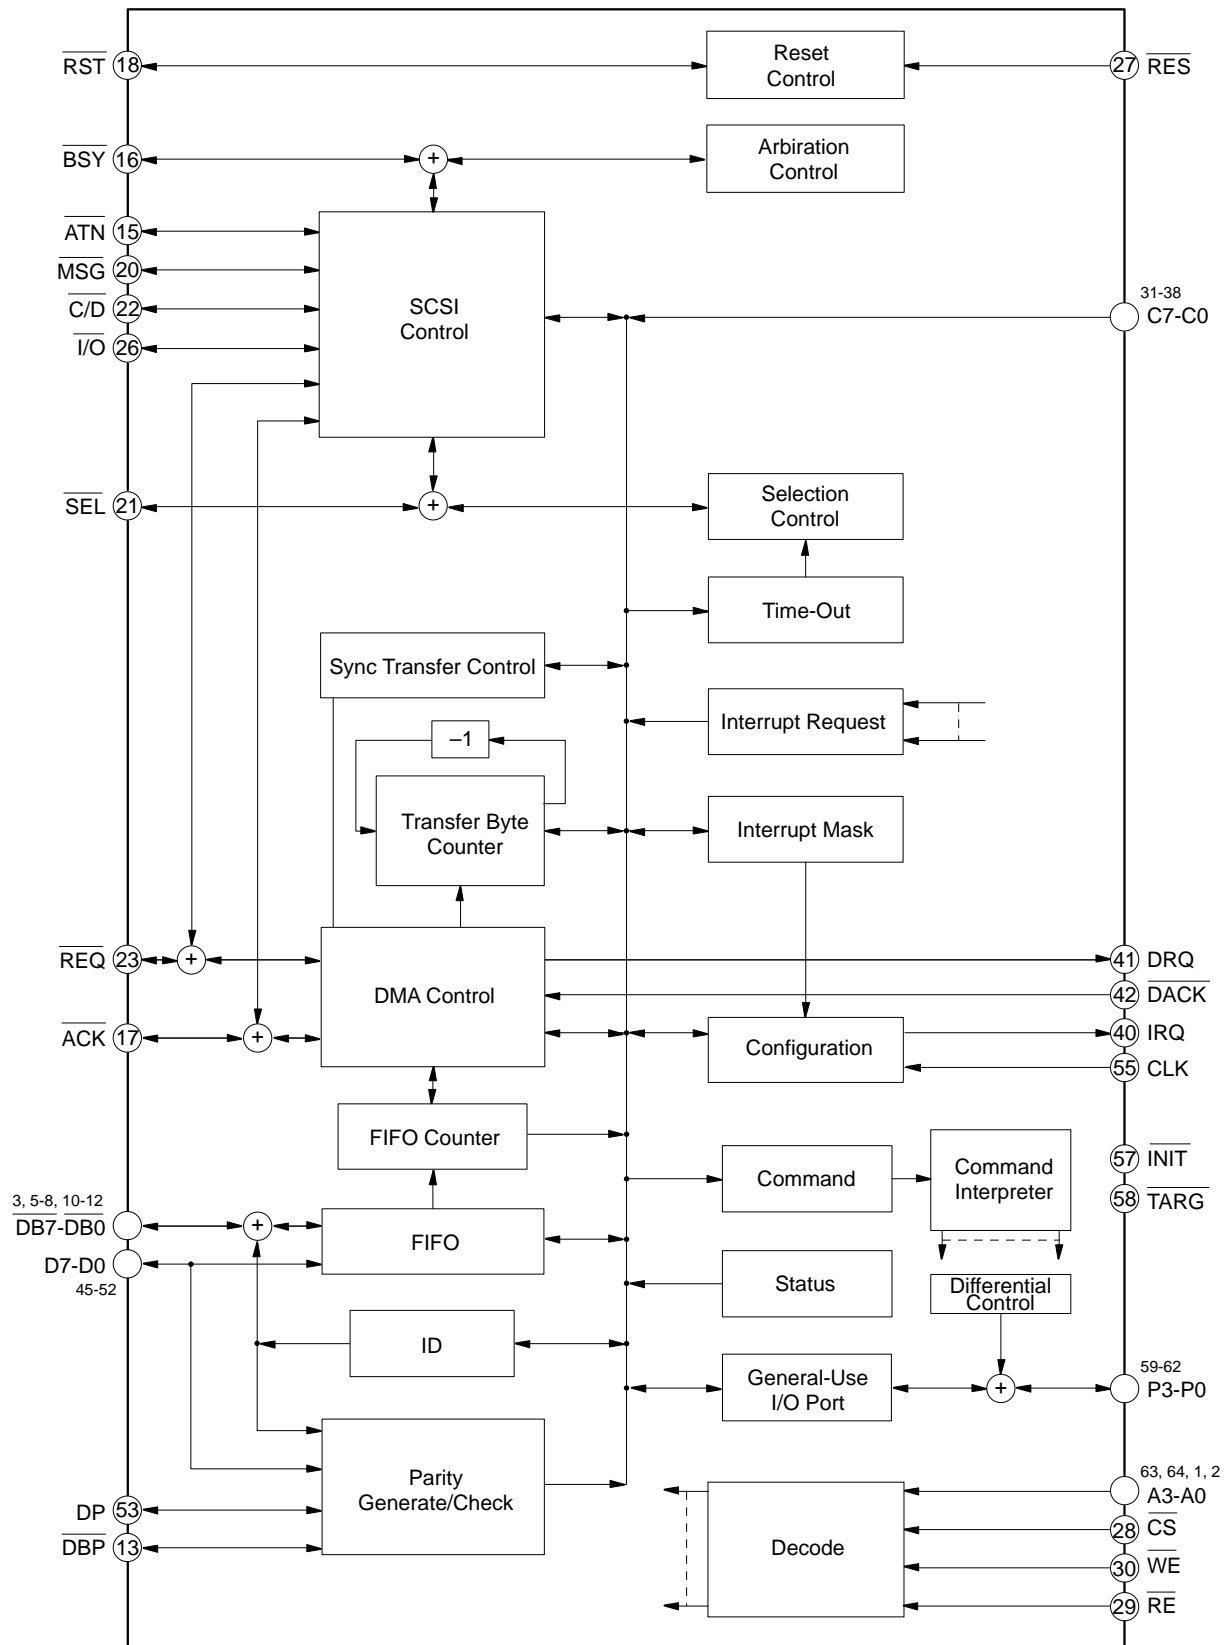 RST 18
Reset
Control
27 RES
BSY 16
+
Arbiration
Control
ATN 15
MSG 20
C/D 22
I/O 26
SCSI
Control
31-38
C7-C0
SEL 21
+
Selection
Control
Time-Out
Sync Transfer Control
Interrupt Request
–1
Transfer Byte
Counter
Interrupt Mask
REQ 23
+
DMA Control
41 DRQ
42 DACK
ACK 17
+
Configuration
40 IRQ
55 CLK
FIFO Counter
Command
Command
Interpreter
57 INIT
58 TARG
3, 5-8, 10-12
DB7-DB0
+
FIFO
D7-D0
45-52
Status
Differential
Control
ID
General-Use
I/O Port
+
59-62
P3-P0
Parity
Generate/Check
DP 53
DBP 13
Decode
63, 64, 1, 2
A3-A0
28 CS
30 WE
29 RE